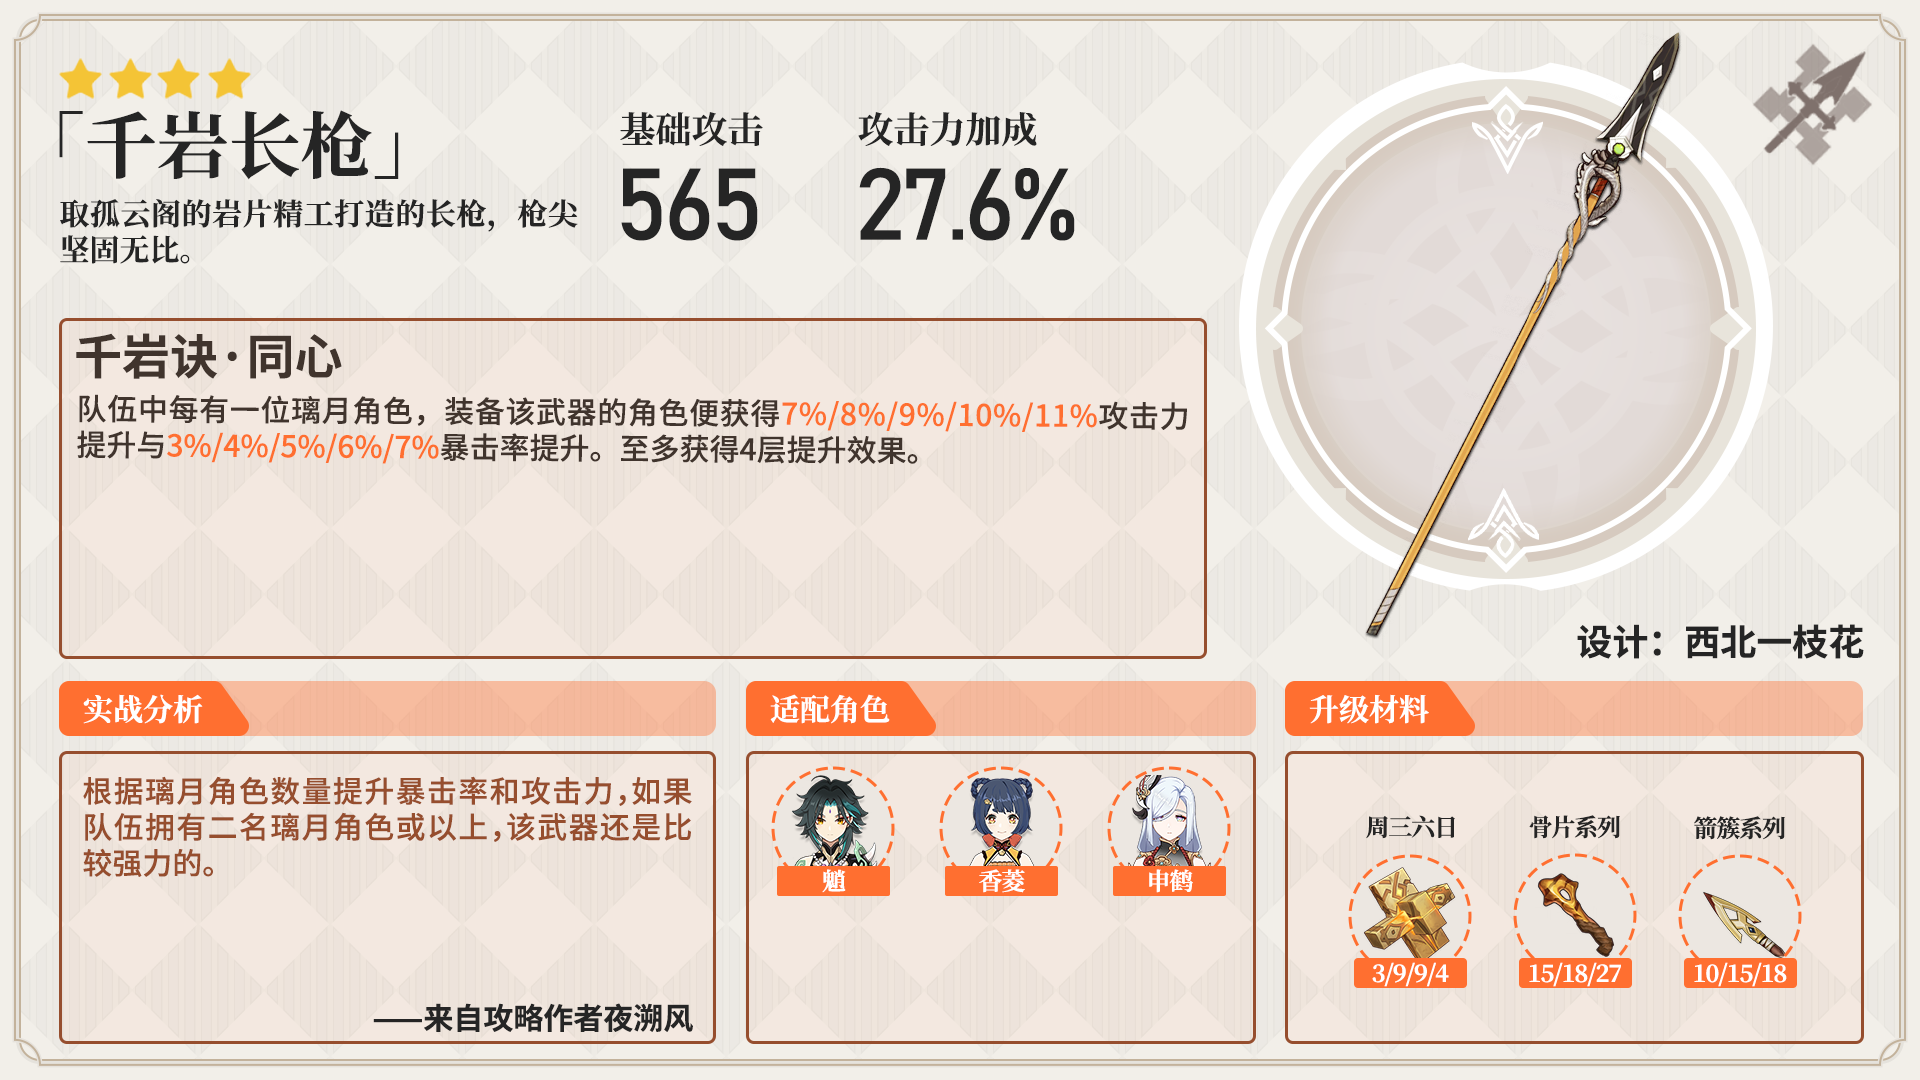 「千岩长枪」
取孤云阁的岩片精工打造的长枪，枪尖
坚固无比。
基础攻击
565
攻击力加成
27.6%
千岩诀·同心
队伍中每有一位璃月角色，装备该武器的角色便获得7%/8%/9%/10%/11%攻击力
提升与3%/4%/5%/6%/7%暴击率提升。至多获得4层提升效果。
设计：西北一枝花
实战分析
根据璃月角色数量提升暴击率和攻击力，如果
队伍拥有二名璃月角色或以上，该武器还是比
较强力的。
——来自攻略作者夜溯风
适配角色
魈
香菱
申鹤
升级材料
周三六日
骨片系列
箭簇系列
3/9/9/4
15/18/27
10/15/18